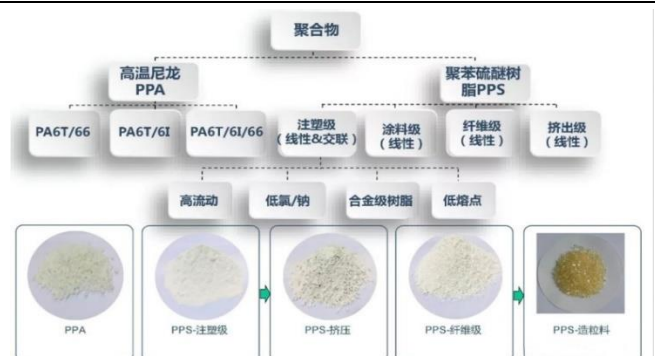 聚合物
高温尼龙
PPA
聚苯硫醚树
脂PPS
PA6T/66
PA6T/6I
PA6T/6I/66
注塑级
（线性&交联）
涂料级
（线性）
纤维级
（线性）
挤出级
（线性）
高流动
低氯/钠
合金级树脂
低熔点
PPA
PPS-注塑级
PPS-挤压
PPS-纤维级
PPS-造粒料